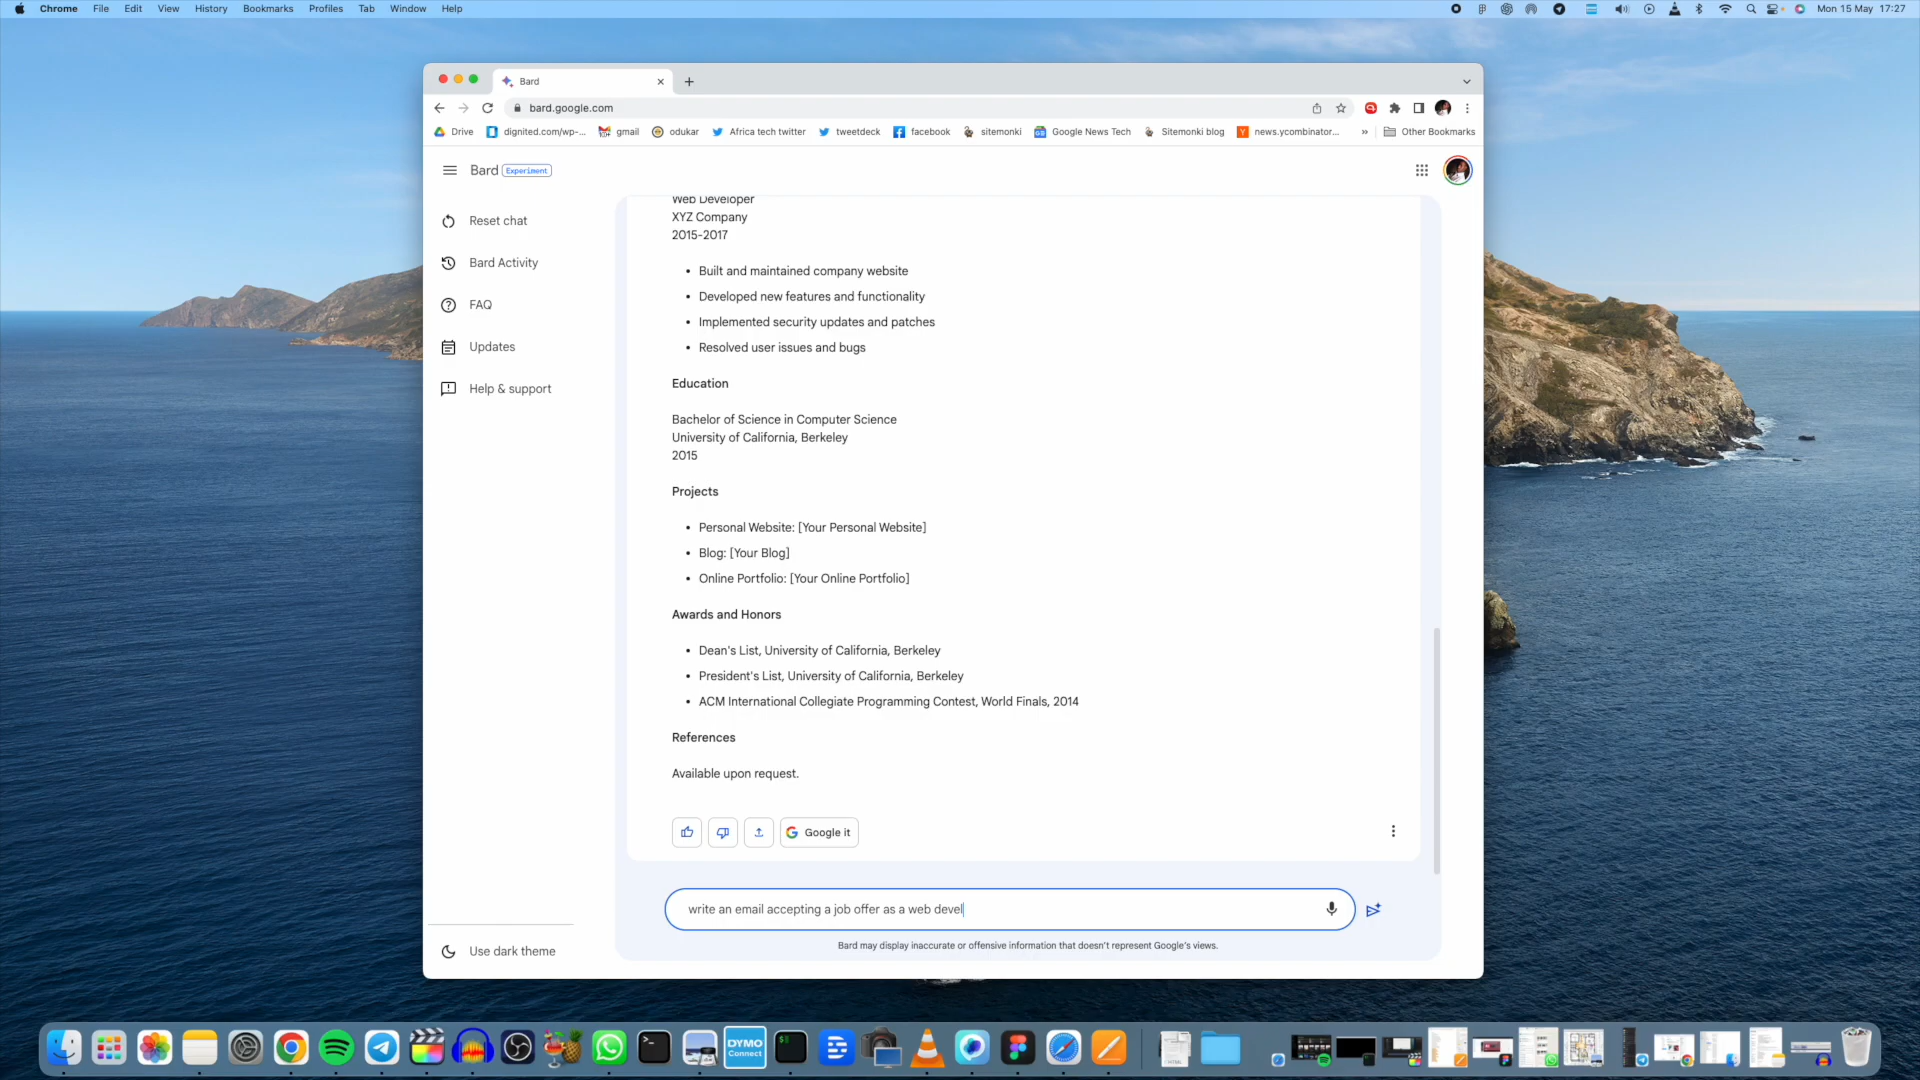 Chrome File Edit View History Bookmarks Profiles Tab Window Help Mon 15 May 17:27
Bard
bard.google.com
Drive dignited.com/wp-... gmail odukar Africa tech twitter tweetdeck facebook sitemonki Google News Tech Sitemonki blog news.ycombinator... » Other Bookmarks
Bard Experiment
Reset chat
Bard Activity
FAQ
Updates
Help & support
Use dark theme
Web Developer
XYZ Company
2015-2017
• Built and maintained company website
• Developed new features and functionality
• Implemented security updates and patches
• Resolved user issues and bugs
Education
Bachelor of Science in Computer Science
University of California, Berkeley
2015
Projects
• Personal Website: [Your Personal Website]
• Blog: [Your Blog]
• Online Portfolio: [Your Online Portfolio]
Awards and Honors
• Dean's List, University of California, Berkeley
• President's List, University of California, Berkeley
• ACM International Collegiate Programming Contest, World Finals, 2014
References
Available upon request.
Google it
write an email accepting a job offer as a web devel
Bard may display inaccurate or offensive information that doesn't represent Google's views.
DYMO
Connect